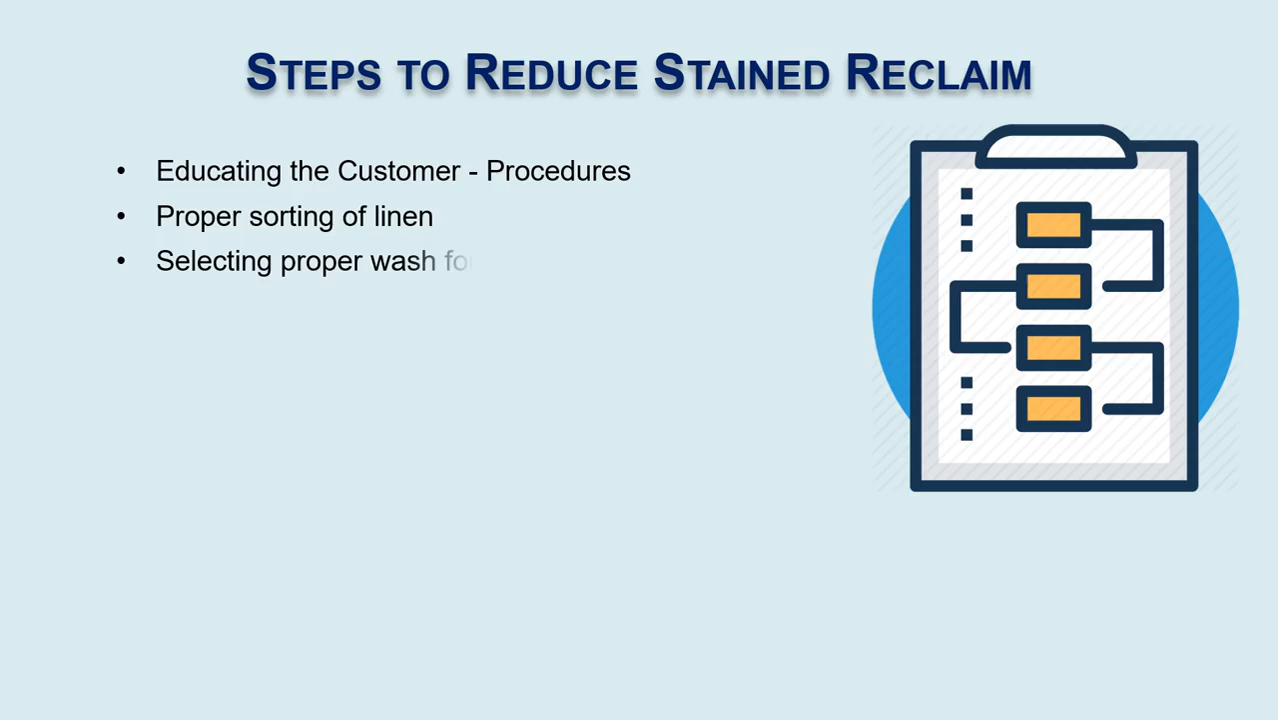 Steps to Reduce Stained Reclaim
• Educating the Customer - Procedures
• Proper sorting of linen
• Selecting proper wash